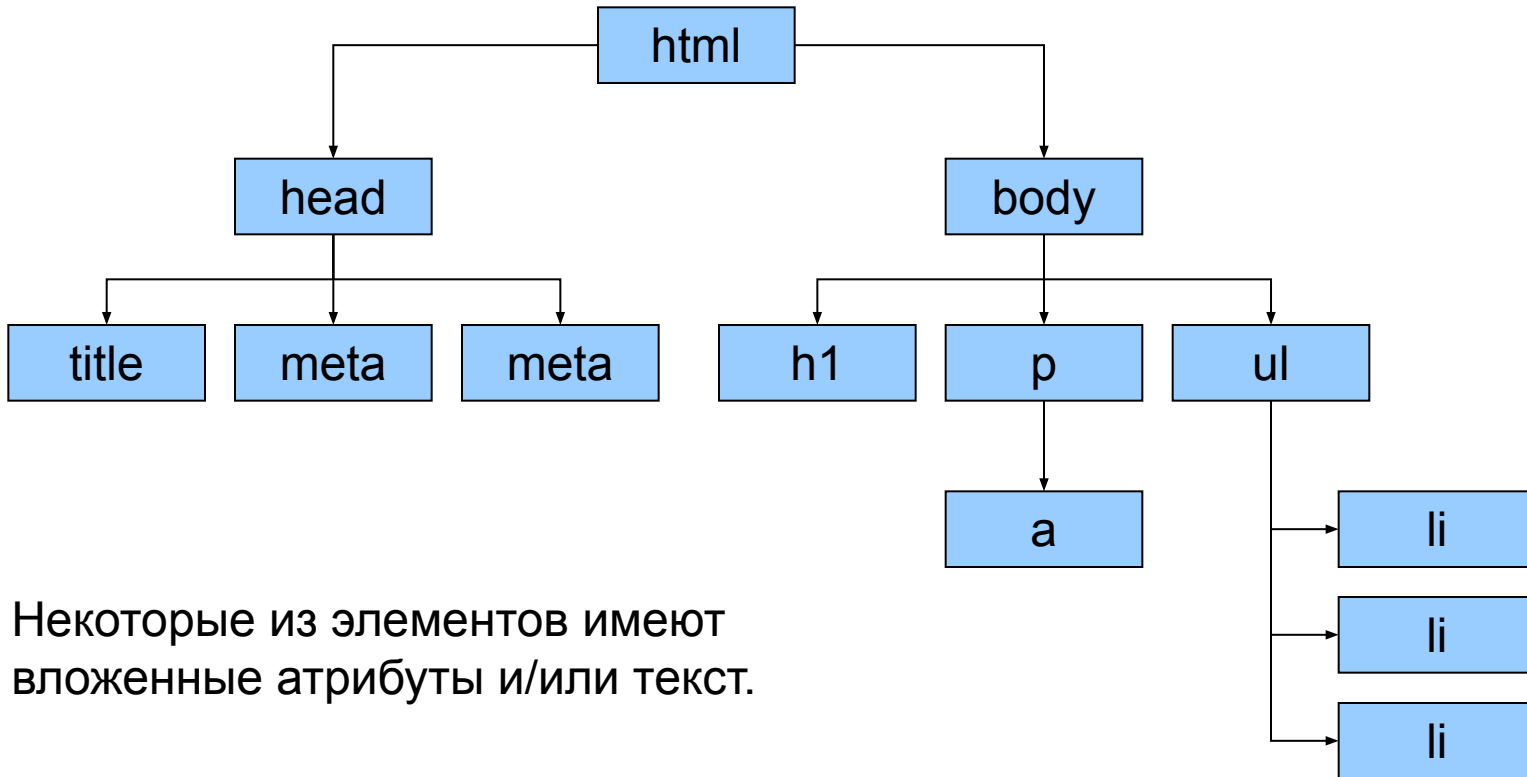 html
head
body
title
meta
meta
h1
p
ul
a
li
li
li
Некоторые из элементов имеют
вложенные атрибуты и/или текст.